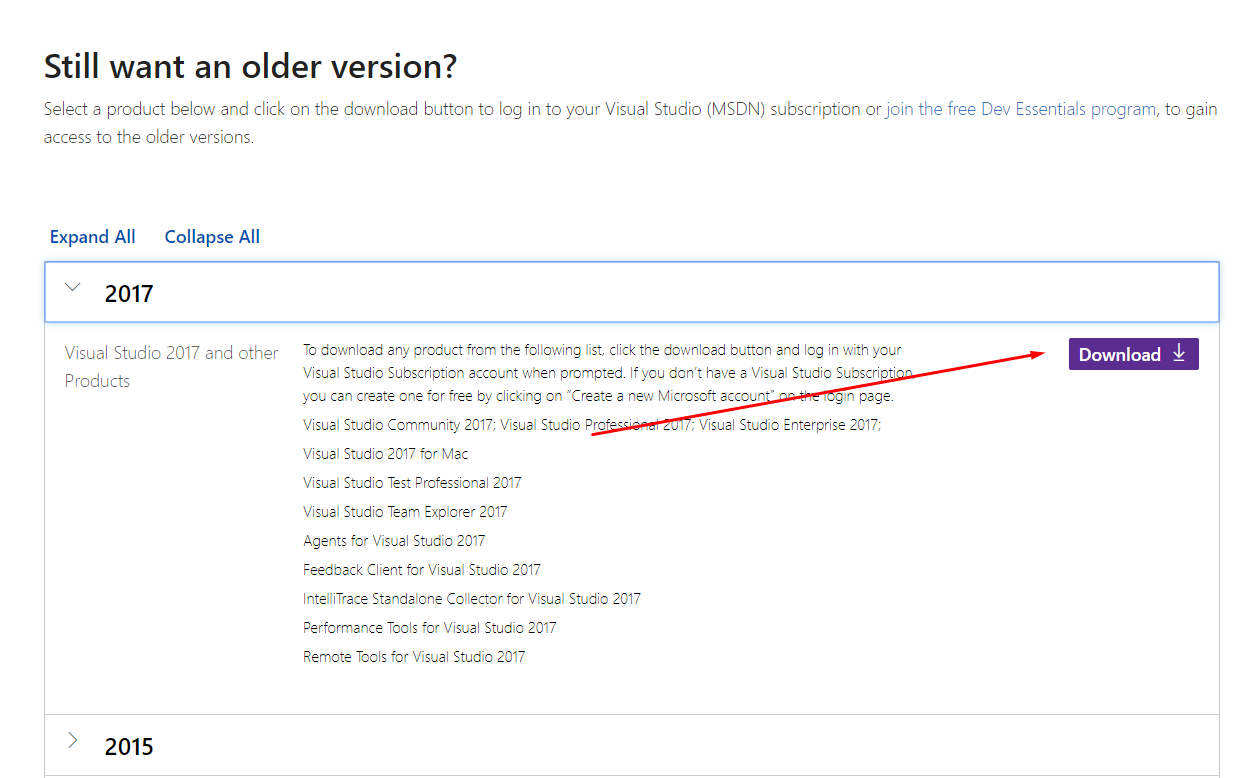 Still want an older version?
Select a product below and click on the download button to log in to your Visual Studio (MSDN) subscription or join the free Dev Essentials program, to gain
access to the older versions.
Expand All Collapse All
2017
Visual Studio 2017 and other
Products
To download any product from the following list, click the download button and log in with your
Visual Studio Subscription account when prompted. If you don't have a Visual Studio Subscription,
you can create one for free by clicking on "Create a new Microsoft account" on the login page.
Visual Studio Community 2017; Visual Studio Professional 2017; Visual Studio Enterprise 2017;
Visual Studio 2017 for Mac
Visual Studio Test Professional 2017
Visual Studio Team Explorer 2017
Agents for Visual Studio 2017
Feedback Client for Visual Studio 2017
IntelliTrace Standalone Collector for Visual Studio 2017
Performance Tools for Visual Studio 2017
Remote Tools for Visual Studio 2017
Download
2015